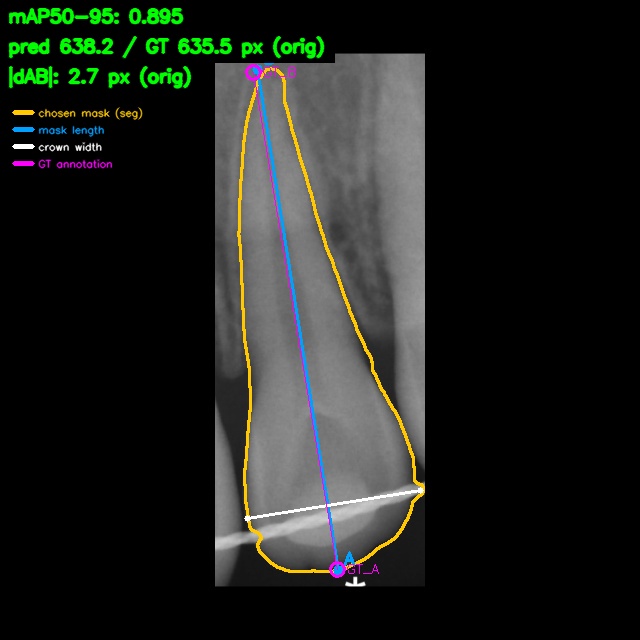 mAP50-95: 0.895
pred 638.2 / GT 635.5 px (orig)
|dAB|: 2.7 px (orig)
chosen mask (seg)
mask length
crown width
GT annotation
A
GT_A